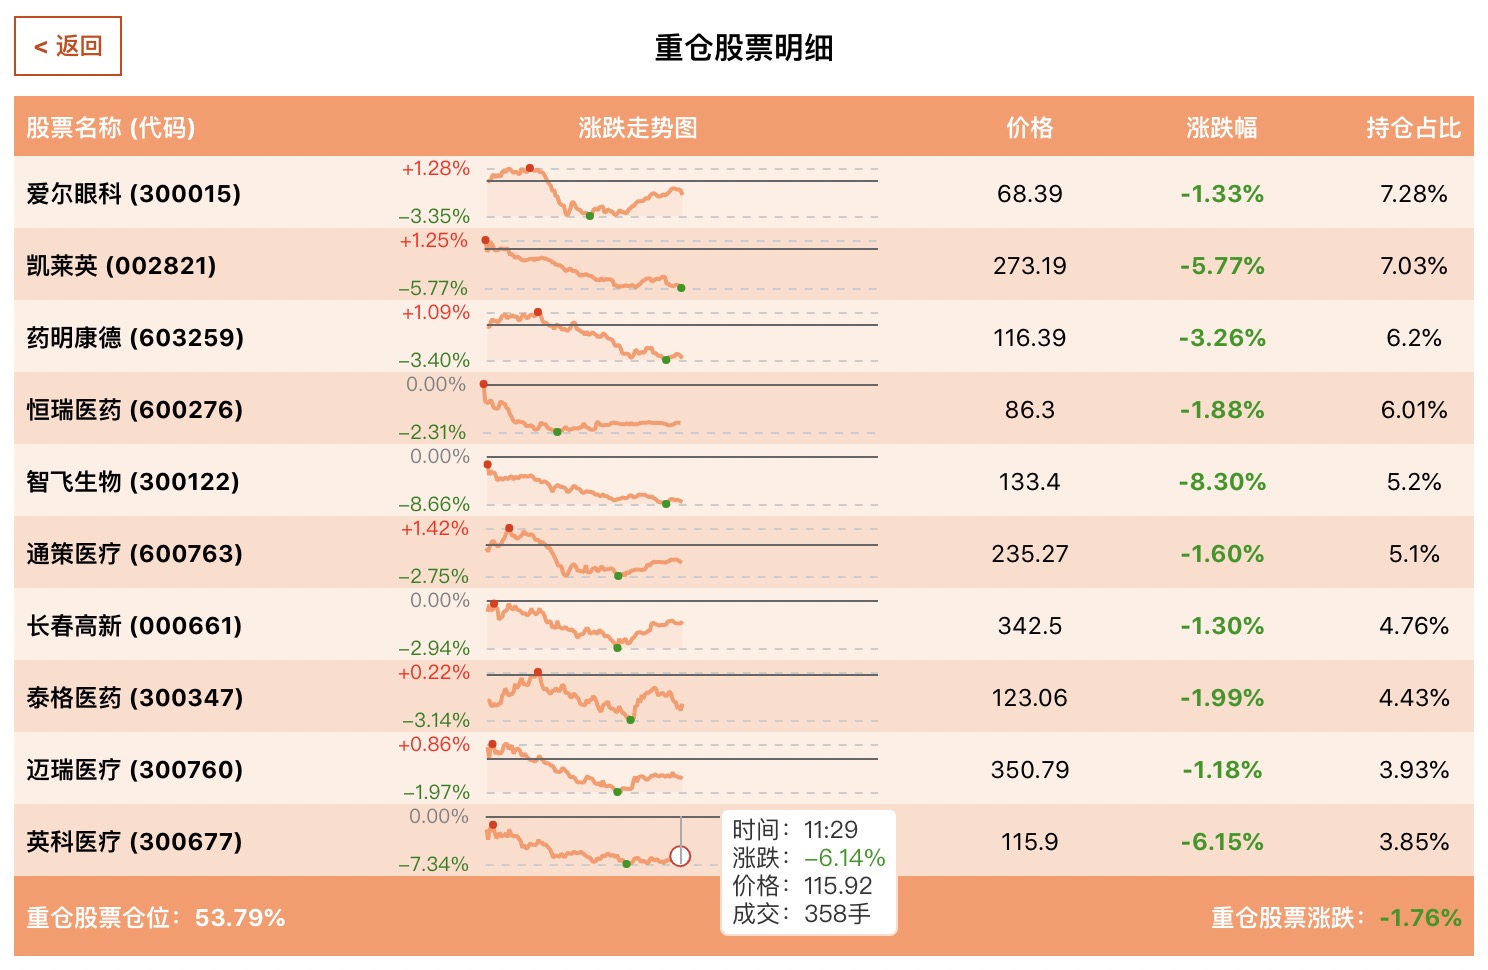 < 返回
重仓股票明细
股票名称 (代码) 涨跌走势图 价格 涨跌幅 持仓占比
+1.28%
爱尔眼科 (300015) 68.39 -1.33% 7.28%
−3.35%
+1.25%
凯莱英 (002821) 273.19 -5.77% 7.03%
−5.77%
+1.09%
药明康德 (603259) 116.39 -3.26% 6.2%
−3.40%
0.00%
恒瑞医药 (600276) 86.3 -1.88% 6.01%
−2.31%
0.00%
智飞生物 (300122) 133.4 -8.30% 5.2%
−8.66%
+1.42%
通策医疗 (600763) 235.27 -1.60% 5.1%
−2.75%
0.00%
长春高新 (000661) 342.5 -1.30% 4.76%
−2.94%
+0.22%
泰格医药 (300347) 123.06 -1.99% 4.43%
−3.14%
+0.86%
迈瑞医疗 (300760) 350.79 -1.18% 3.93%
−1.97%
0.00%
英科医疗 (300677) 115.9 -6.15% 3.85%
−7.34%
时间：11:29
涨跌：−6.14%
价格：115.92
成交：358手
重仓股票仓位：53.79% 重仓股票涨跌：-1.76%